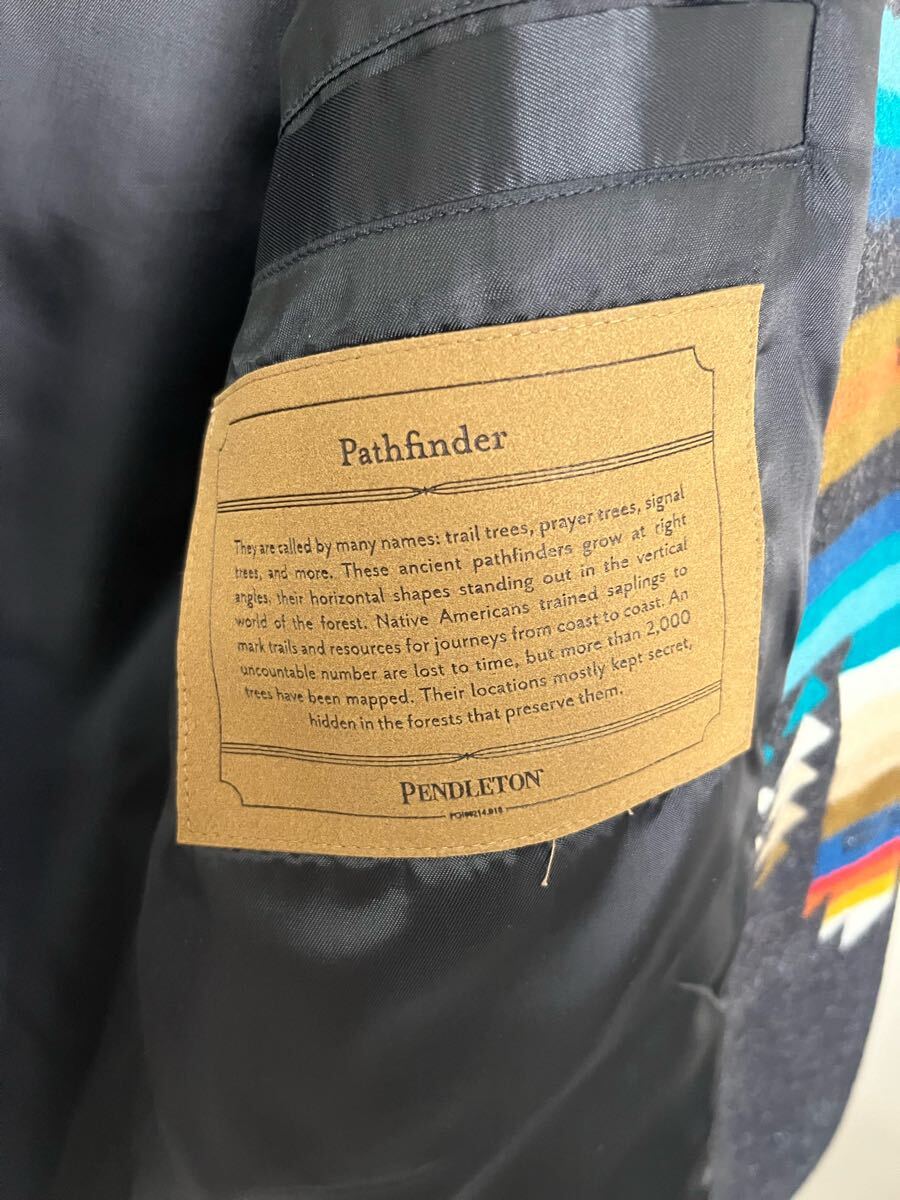 Pathfinder
They are called by many names: trail trees, prayer trees, signal
trees, and more. These ancient pathfinders grow at right
angles, their horizontal shapes standing out in the vertical
world of the forest. Native Americans trained saplings to
mark trails and resources for journeys from coast to coast. An
uncountable number are lost to time, but more than 2,000
trees have been mapped. Their locations mostly kept secret,
hidden in the forests that preserve them.
PENDLETON